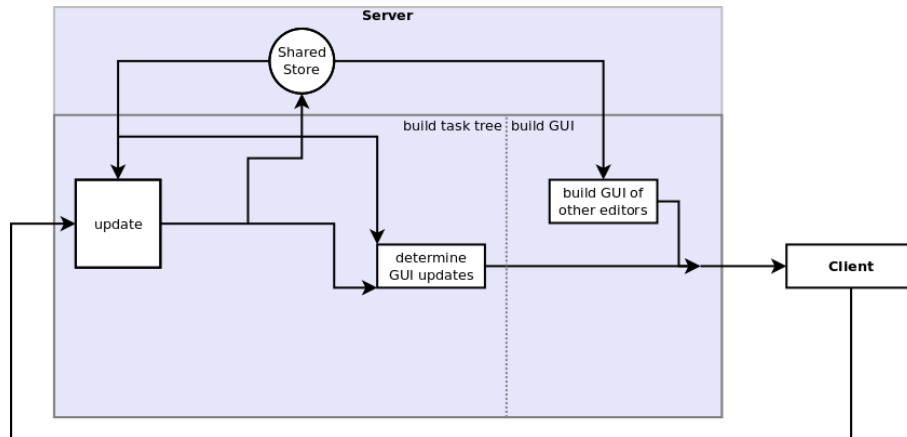 Server
Shared
Store
build task tree
build GUI
update
build GUI of
other editors
determine
GUI updates
Client